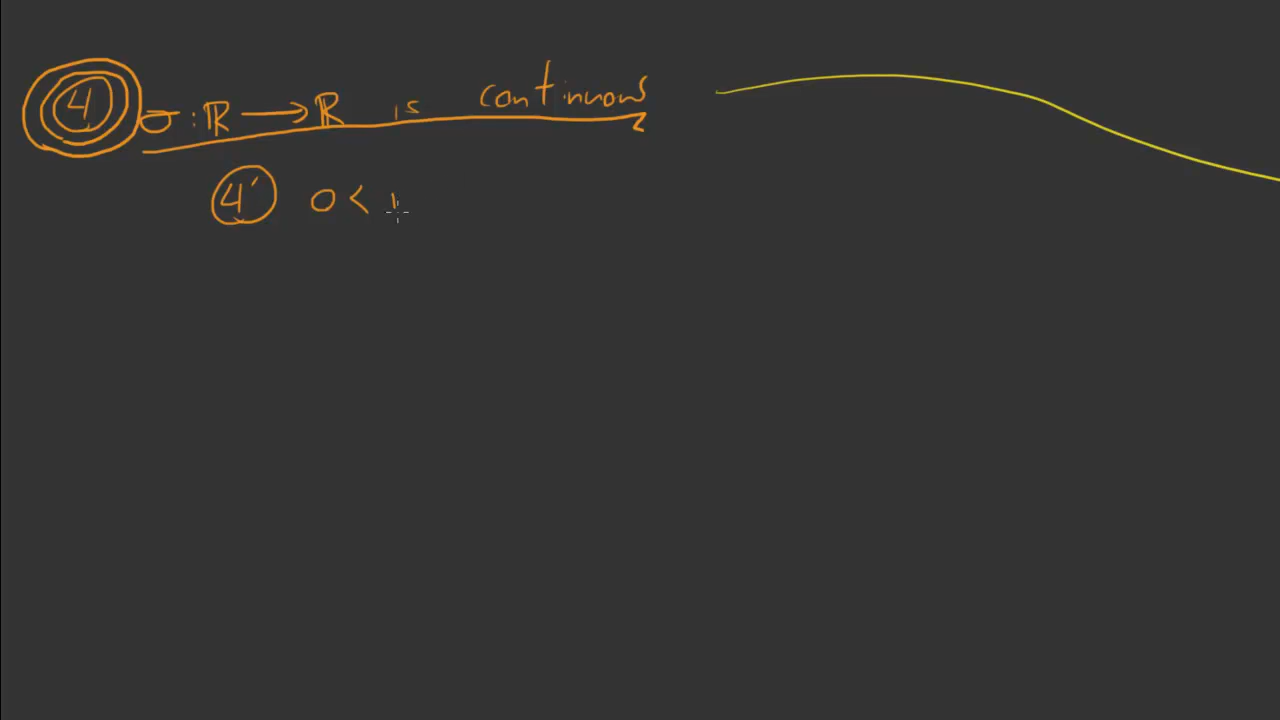 ④ σ : ℝ → ℝ is continuous
④′ 0 <